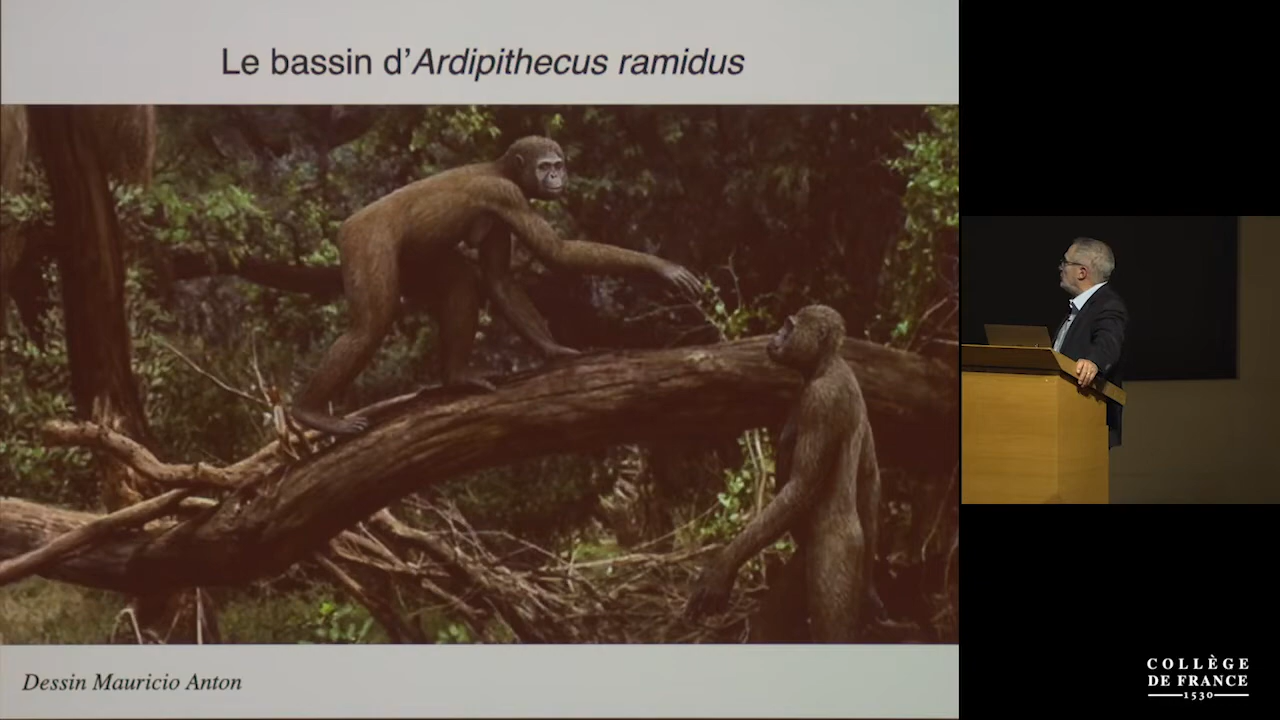 Le bassin d’Ardipithecus ramidus
Dessin Mauricio Anton
COLLÈGE
DE FRANCE
1530